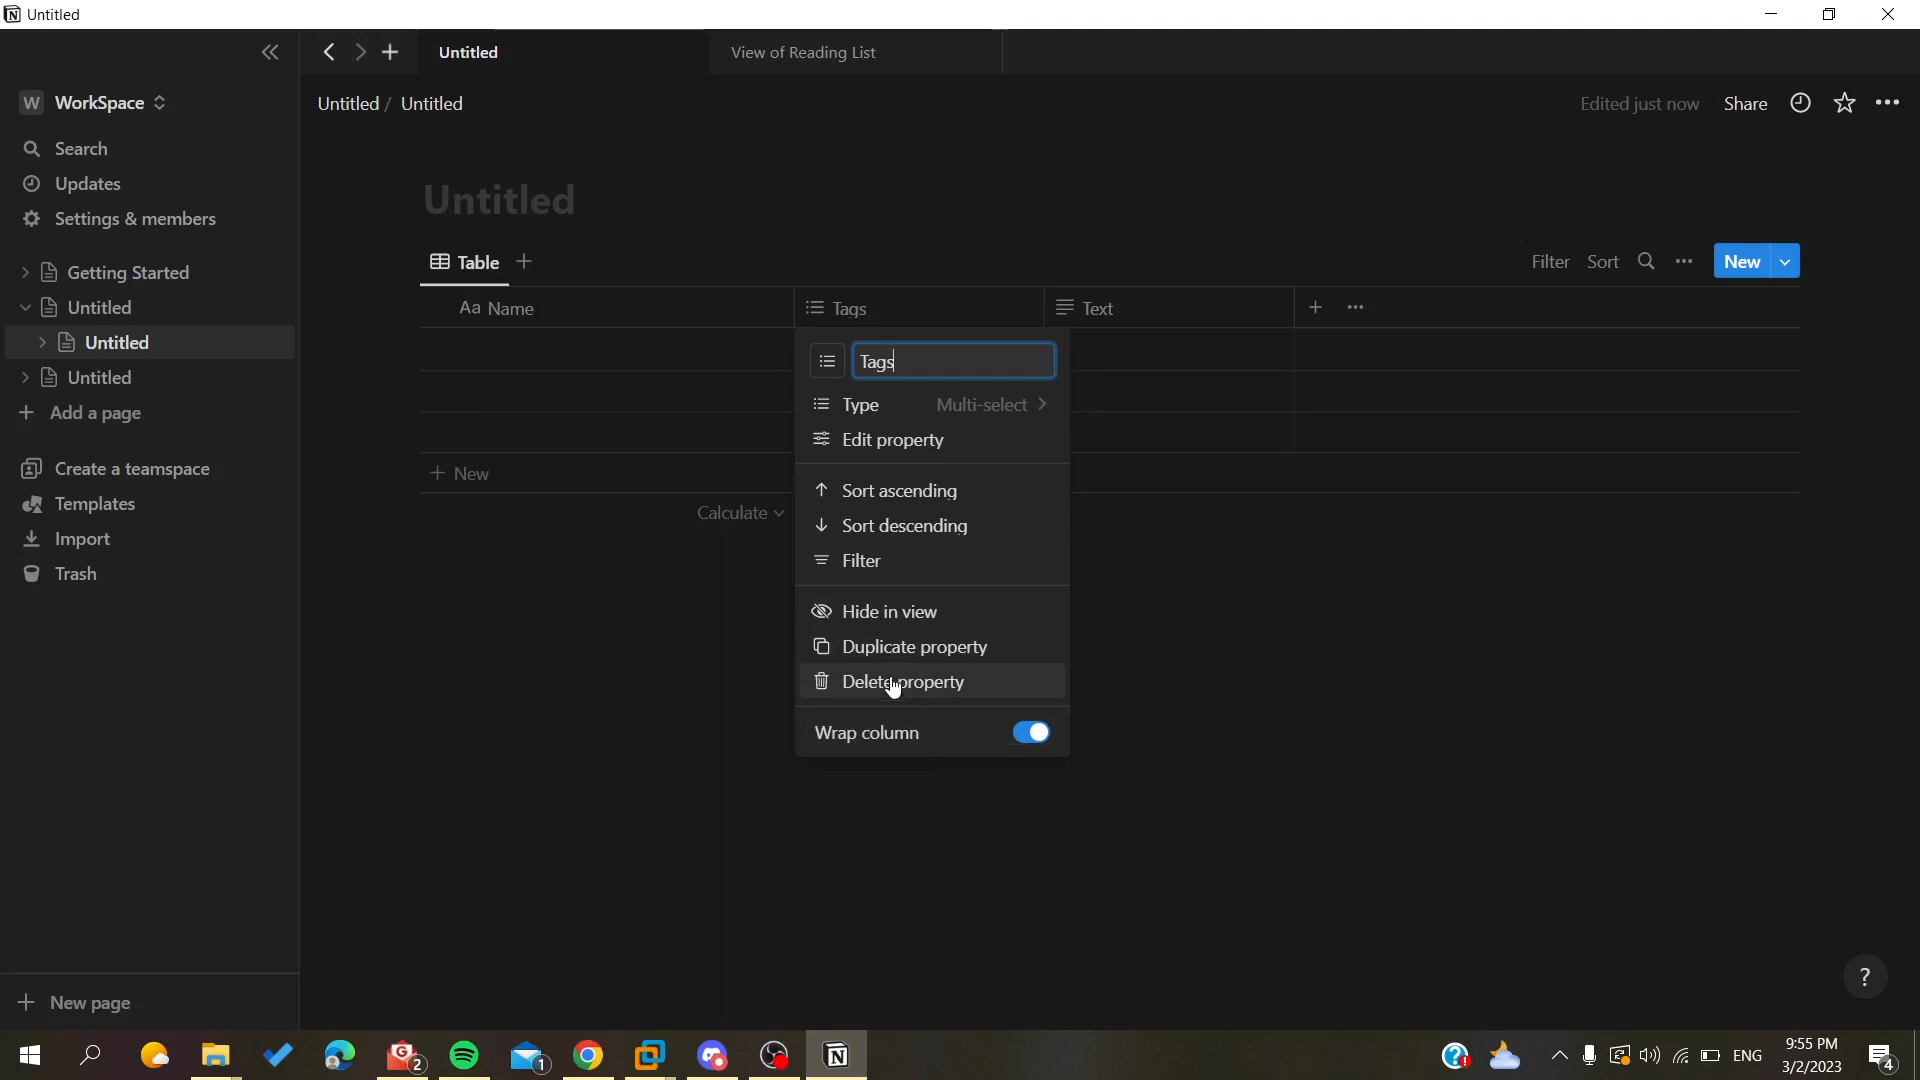 Untitled
Untitled
View of Reading List
W WorkSpace
Untitled / Untitled
Edited just now
Share
Search
Updates
Settings & members
Getting Started
Untitled
Untitled
Untitled
Add a page
Create a teamspace
Templates
Import
Trash
New page
Untitled
Table
Filter
Sort
New
Aa Name
Tags
Text
Tags
Type
Multi-select
Edit property
Sort ascending
Sort descending
Filter
Hide in view
Duplicate property
Delete property
Wrap column
New
Calculate
?
2
1
ENG
9:55 PM
3/2/2023
4